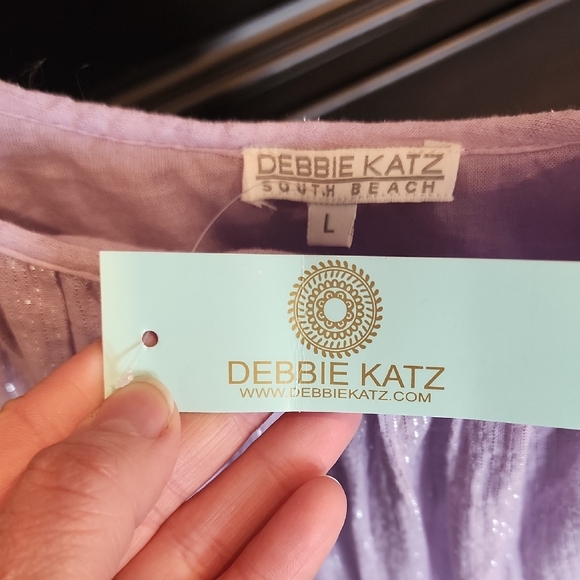 DEBBIE KATZ
SOUTH BEACH
L
DEBBIE KATZ
WWW.DEBBIEKATZ.COM